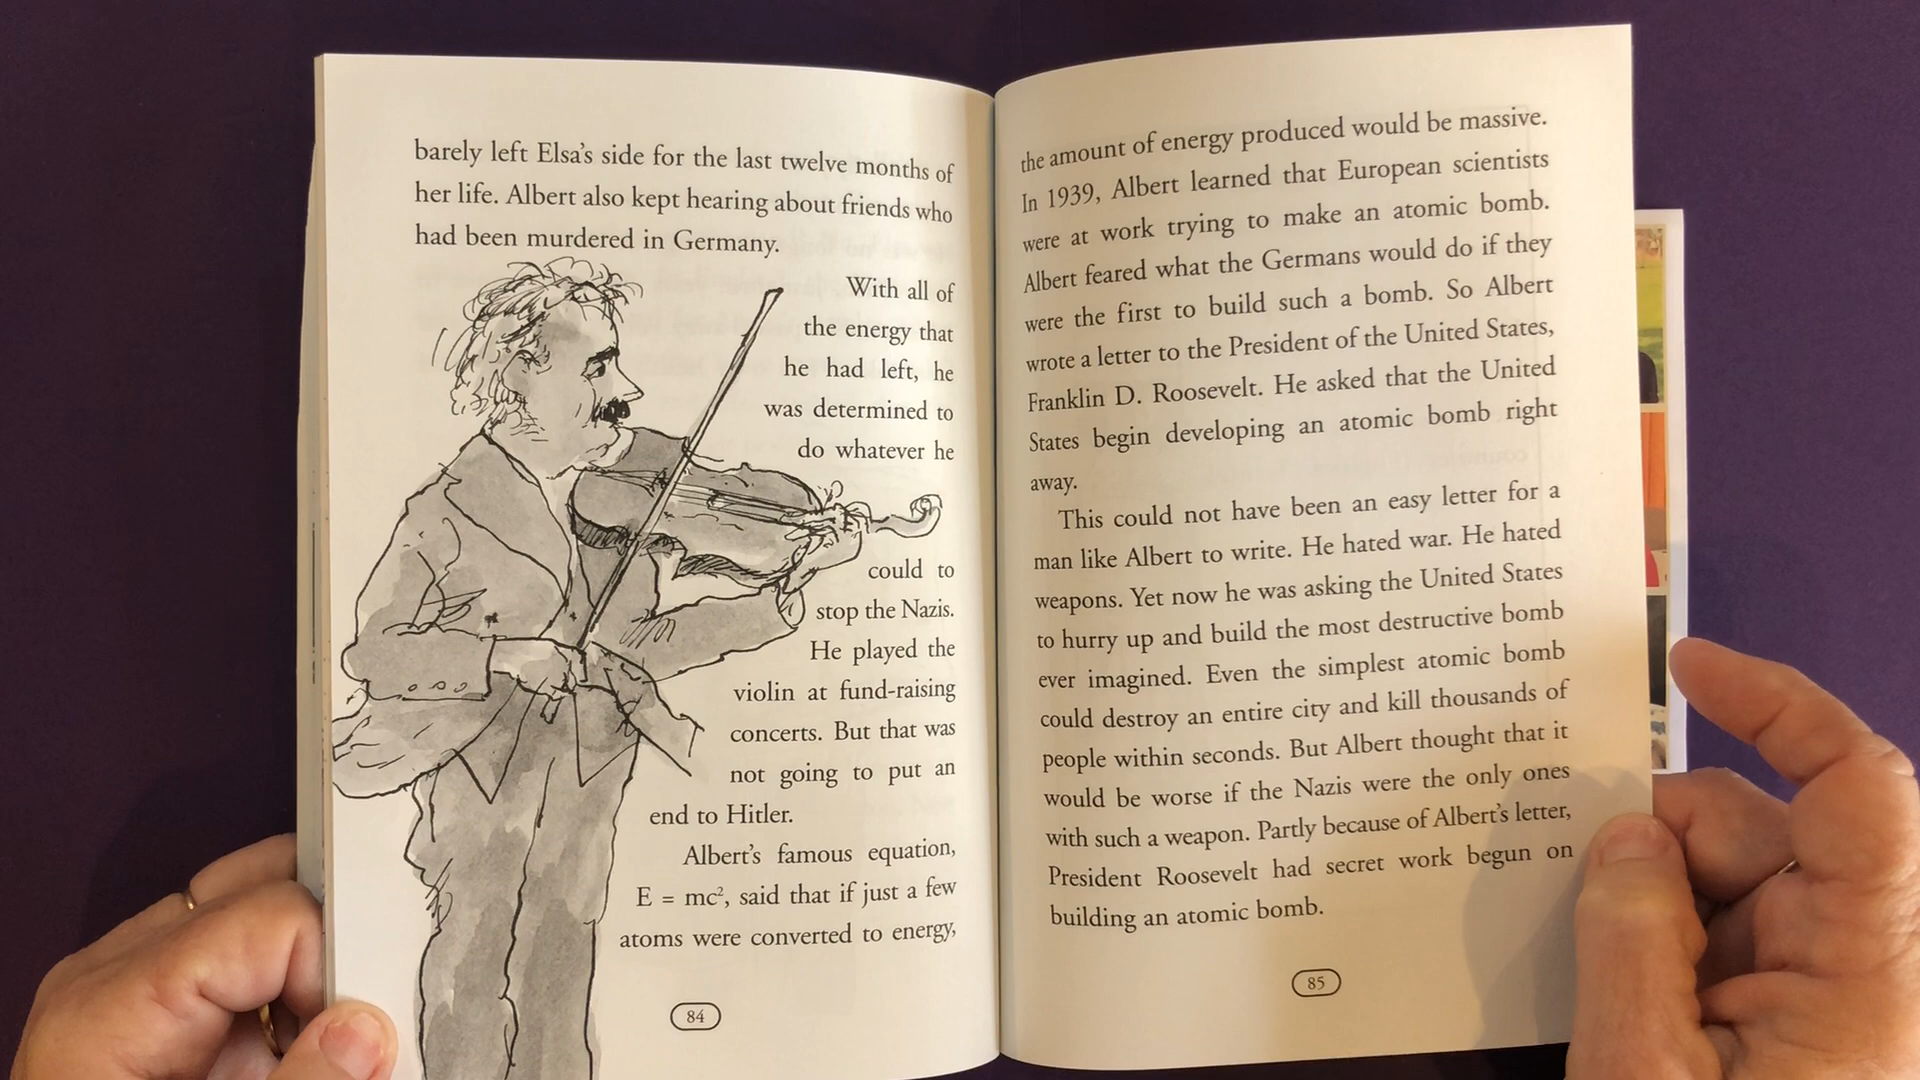 barely left Elsa's side for the last twelve months of
her life. Albert also kept hearing about friends who
had been murdered in Germany.
With all of
the energy that
he had left, he
was determined to
do whatever he
could to
stop the Nazis.
He played the
violin at fund-raising
concerts. But that was
not going to put an
end to Hitler.
Albert's famous equation,
E = mc², said that if just a few
atoms were converted to energy,
84
the amount of energy produced would be massive.
In 1939, Albert learned that European scientists
were at work trying to make an atomic bomb.
Albert feared what the Germans would do if they
were the first to build such a bomb. So Albert
wrote a letter to the President of the United States,
Franklin D. Roosevelt. He asked that the United
States begin developing an atomic bomb right
away.
This could not have been an easy letter for a
man like Albert to write. He hated war. He hated
weapons. Yet now he was asking the United States
to hurry up and build the most destructive bomb
ever imagined. Even the simplest atomic bomb
could destroy an entire city and kill thousands of
people within seconds. But Albert thought that it
would be worse if the Nazis were the only ones
with such a weapon. Partly because of Albert's letter,
President Roosevelt had secret work begun on
building an atomic bomb.
85